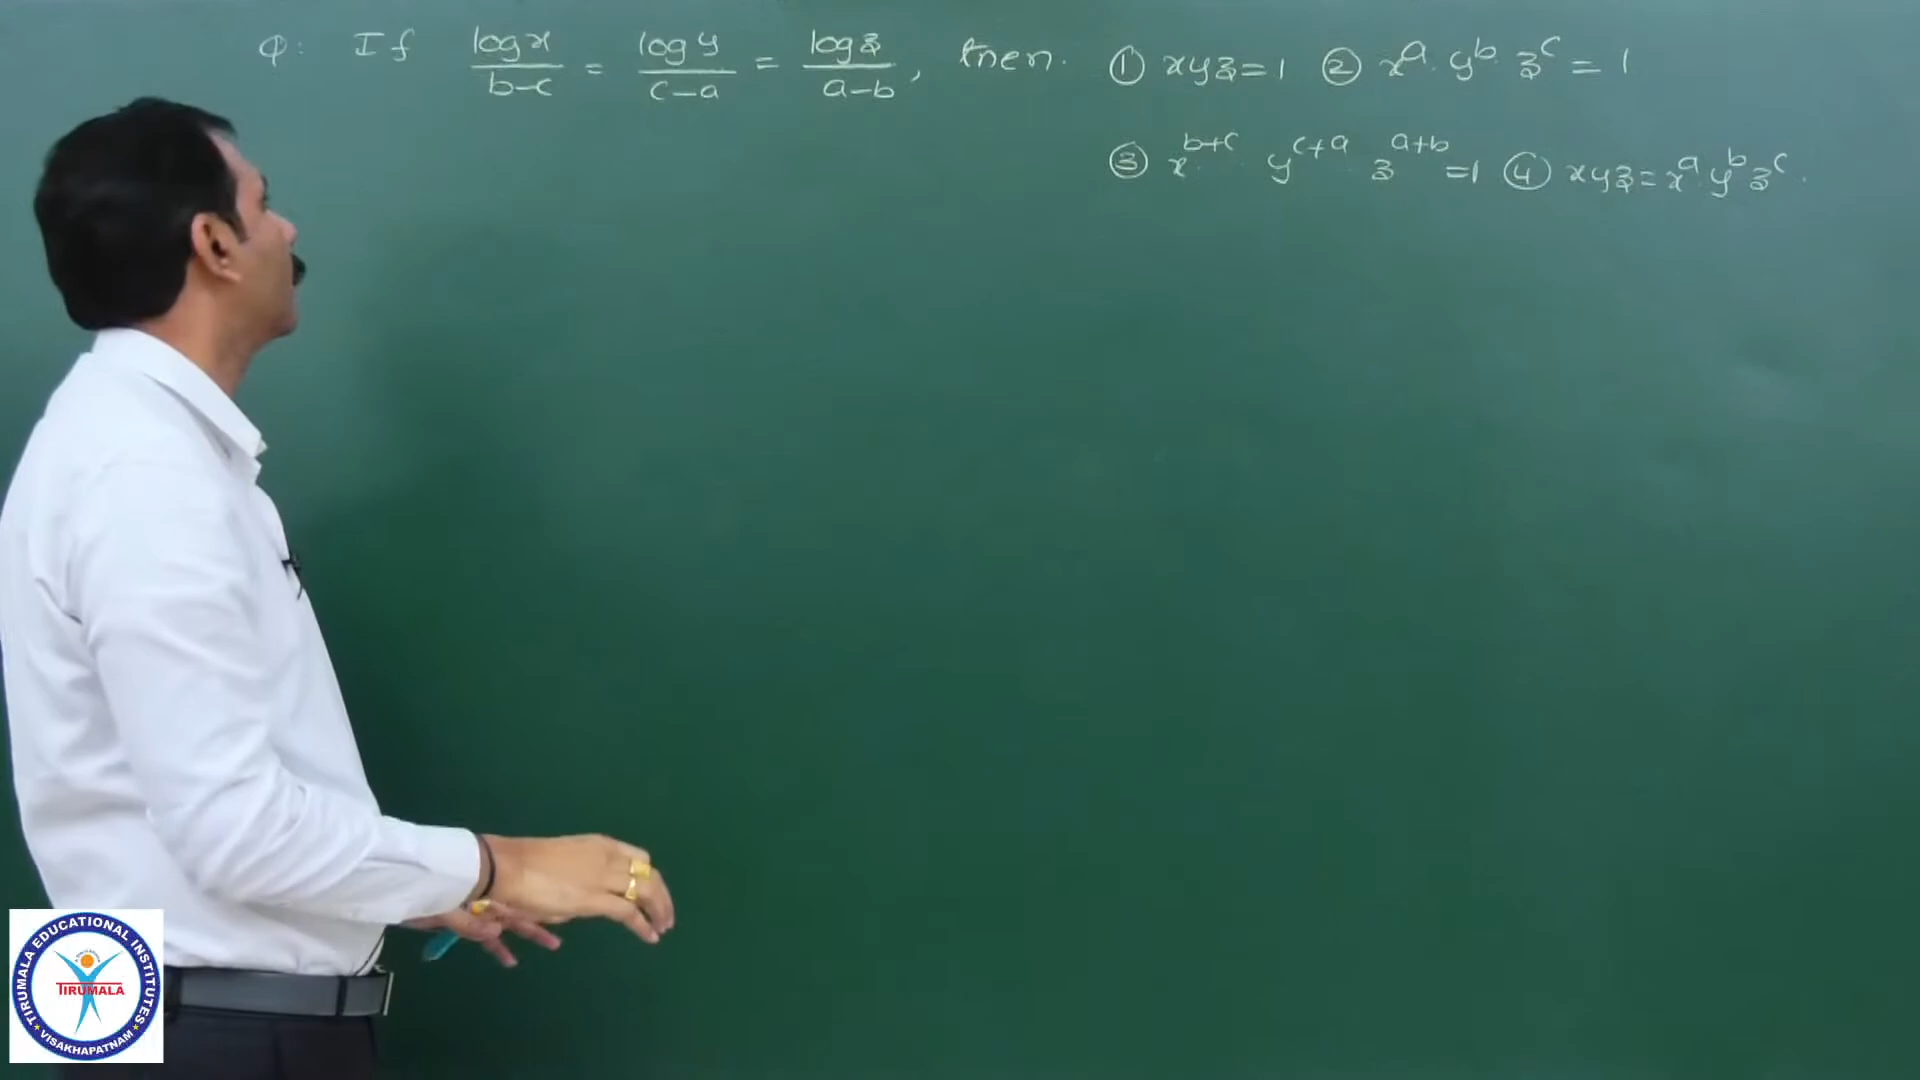 Q: If log x / b-c = log y / c-a = log z / a-b, then. ① xyz=1 ② x^a. y^b. z^c = 1
③ x^b+c. y^c+a. z^a+b =1 ④ xyz=x^a. y^b z^c.
TIRUMALA EDUCATIONAL INSTITUTES
TIRUMALA
VISAKHAPATNAM